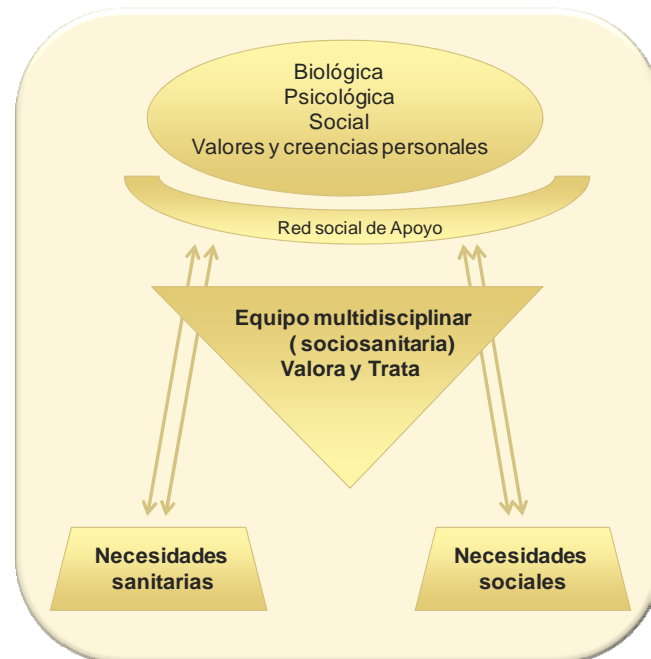 Biológica
Psicológica
Social
Valores y creencias personales
Red social de Apoyo
Equipo multidisciplinar
( sociosanitaria)
Valora y Trata
Necesidades
sanitarias
Necesidades
sociales